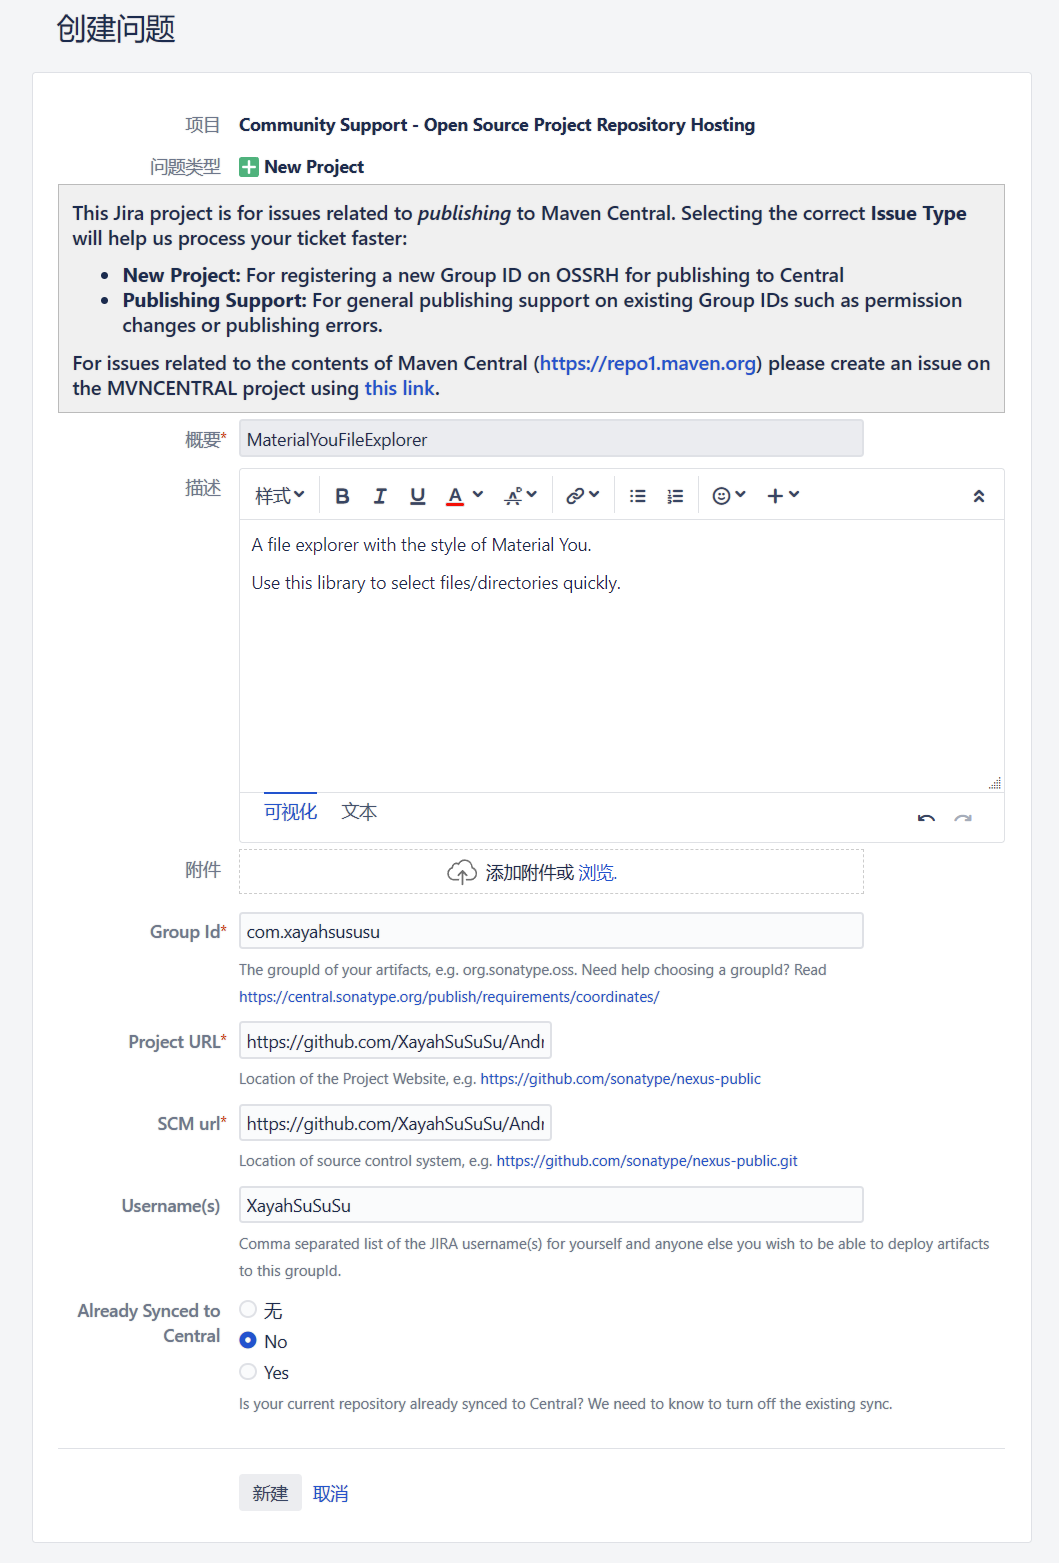 创建问题
项目 Community Support - Open Source Project Repository Hosting
问题类型 New Project
This Jira project is for issues related to publishing to Maven Central. Selecting the correct Issue Type
will help us process your ticket faster:
• New Project: For registering a new Group ID on OSSRH for publishing to Central
• Publishing Support: For general publishing support on existing Group IDs such as permission
changes or publishing errors.
For issues related to the contents of Maven Central (https://repo1.maven.org) please create an issue on
the MVNCENTRAL project using this link.
概要* MaterialYouFileExplorer
描述 样式 B I U A
A file explorer with the style of Material You.
Use this library to select files/directories quickly.
可视化 文本
附件 添加附件或 浏览.
Group Id* com.xayahsususu
The groupId of your artifacts, e.g. org.sonatype.oss. Need help choosing a groupId? Read
https://central.sonatype.org/publish/requirements/coordinates/
Project URL* https://github.com/XayahSuSuSu/Andr
Location of the Project Website, e.g. https://github.com/sonatype/nexus-public
SCM url* https://github.com/XayahSuSuSu/Andr
Location of source control system, e.g. https://github.com/sonatype/nexus-public.git
Username(s) XayahSuSuSu
Comma separated list of the JIRA username(s) for yourself and anyone else you wish to be able to deploy artifacts
to this groupId.
Already Synced to Central
无
No
Yes
Is your current repository already synced to Central? We need to know to turn off the existing sync.
新建 取消